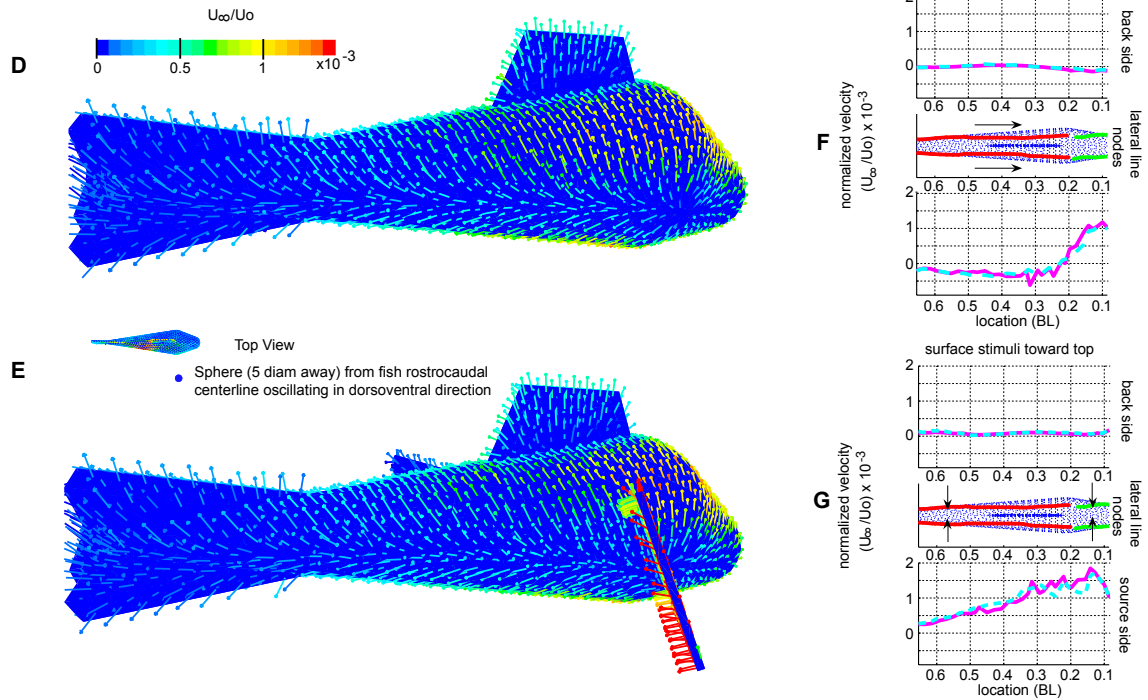 U∞/Uo
0 0.5 1 x10⁻³
D
Top View
Sphere (5 diam away) from fish rostrocaudal
centerline oscillating in dorsoventral direction
E
2
1
0
back side
0.6 0.5 0.4 0.3 0.2 0.1
F
normalized velocity
(U∞/Uo) x 10⁻³
lateral line
nodes
0.6 0.5 0.4 0.3 0.2 0.1
2
1
0
0.6 0.5 0.4 0.3 0.2 0.1
location (BL)
surface stimuli toward top
2
1
0
back side
0.6 0.5 0.4 0.3 0.2 0.1
G
normalized velocity
(U∞/Uo) x 10⁻³
lateral line
nodes
0.6 0.5 0.4 0.3 0.2 0.1
2
1
0
source side
0.6 0.5 0.4 0.3 0.2 0.1
location (BL)